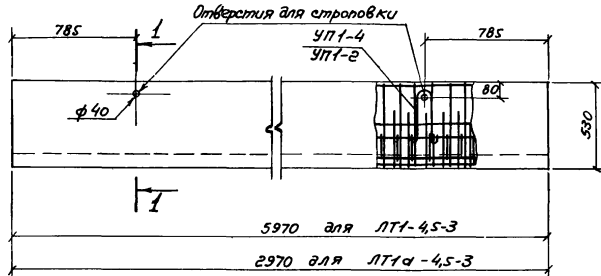 Отверстия для строповки
785
1
УП1-4
УП1-2
785
ф40
80
530
1
5970 для ЛТ1-4,5-3
2970 для ЛТ1а-4,5-3